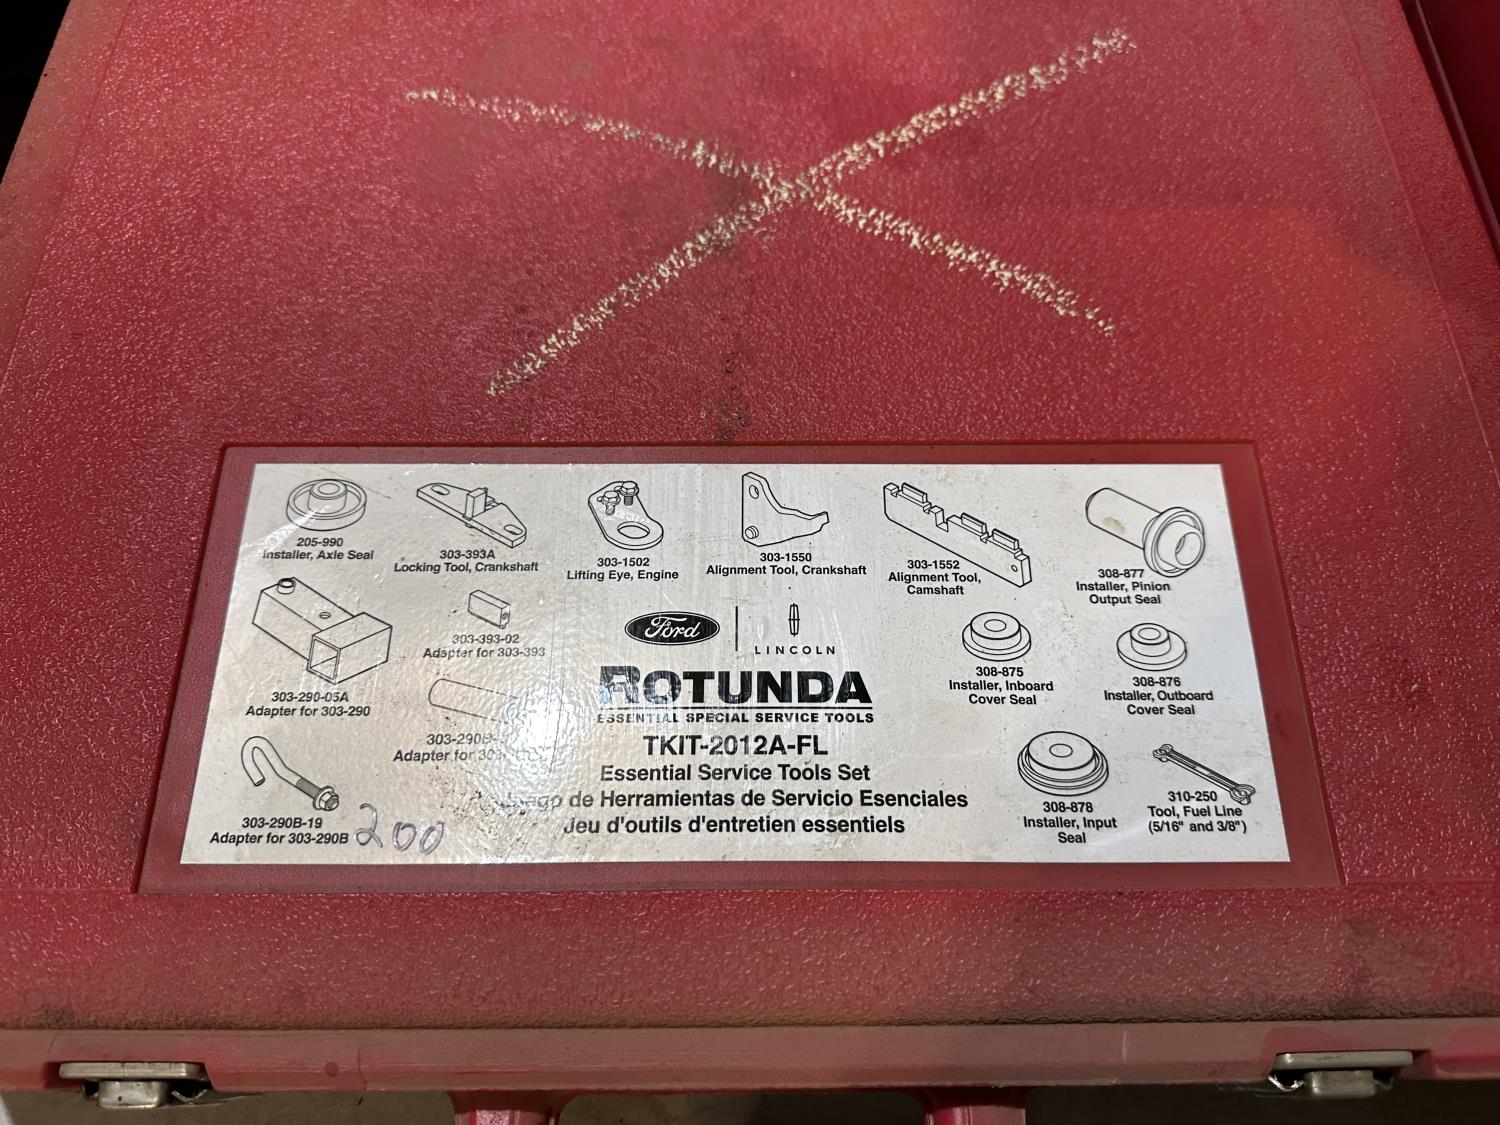 205-990
Installer, Axle Seal
303-393A
Locking Tool, Crankshaft
303-1502
Lifting Eye, Engine
303-1550
Alignment Tool, Crankshaft
303-1552
Alignment Tool,
Camshaft
308-877
Installer, Pinion
Output Seal
303-290-05A
Adapter for 303-290
303-393-02
Adapter for 303-393
Ford
LINCOLN
308-875
Installer, Inboard
Cover Seal
308-876
Installer, Outboard
Cover Seal
ROTUNDA
ESSENTIAL SPECIAL SERVICE TOOLS
TKIT-2012A-FL
Essential Service Tools Set
Juego de Herramientas de Servicio Esenciales
Jeu d'outils d'entretien essentiels
Adapter for
303-290B-19
Adapter for 303-290B
200
308-878
Installer, Input
Seal
310-250
Tool, Fuel Line
(5/16" and 3/8")